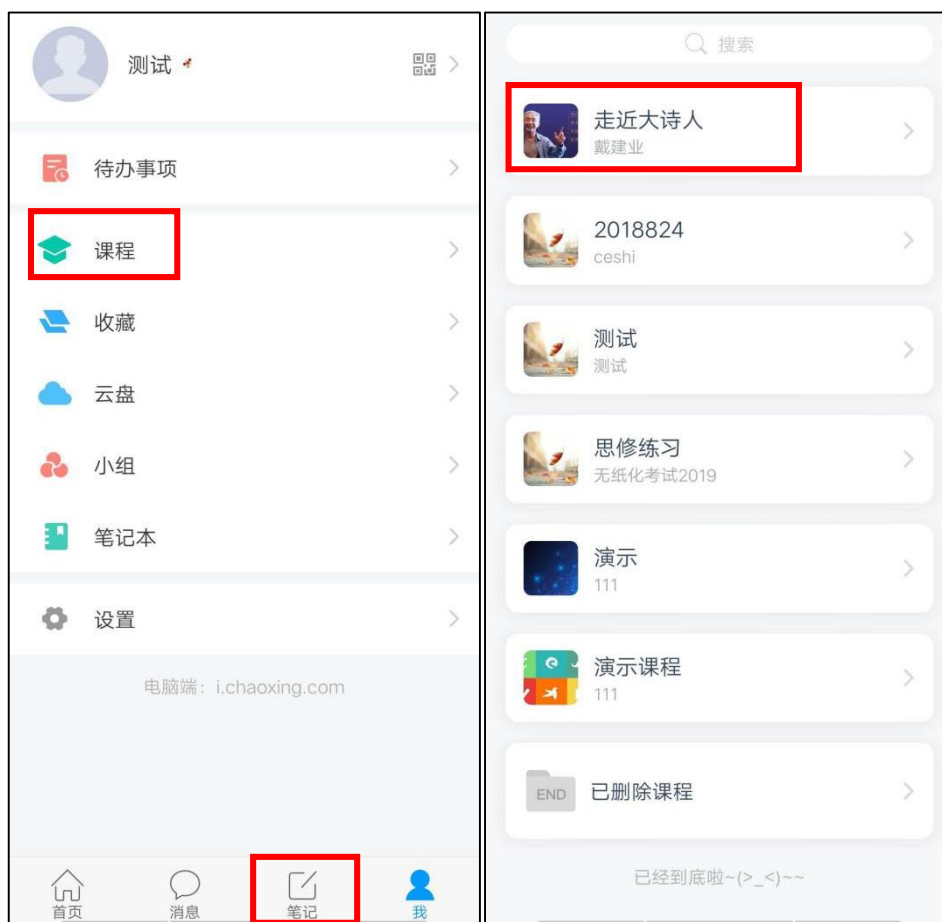 测试
待办事项
课程
收藏
云盘
小组
笔记本
设置
电脑端：i.chaoxing.com
首页
消息
笔记
我
搜索
走近大诗人
戴建业
2018824
ceshi
测试
测试
思修练习
无纸化考试2019
演示
111
演示课程
111
END
已删除课程
已经到底啦~(>_<)~~